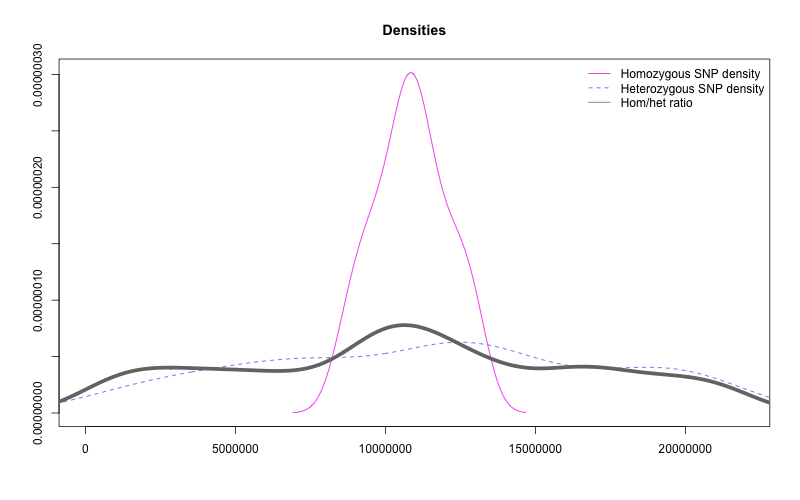 Densities
Homozygous SNP density
Heterozygous SNP density
Hom/het ratio
0.00000030
0.00000020
0.00000010
0.00000000
0
5000000
10000000
15000000
20000000